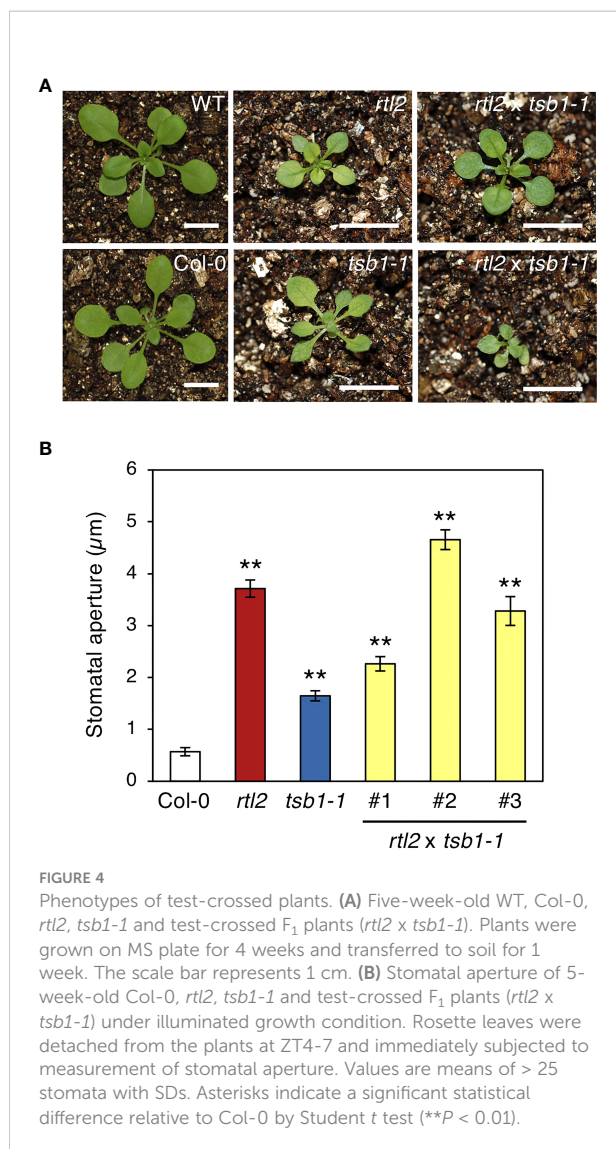 A
WT
rtl2
rtl2 x tsb1-1
Col-0
tsb1-1
rtl2 x tsb1-1
B
6
5
4
3
2
1
0
Stomatal aperture (µm)
**
**
**
**
**
Col-0
rtl2
tsb1-1
#1
#2
#3
rtl2 x tsb1-1
FIGURE 4
Phenotypes of test-crossed plants. (A) Five-week-old WT, Col-0,
rtl2, tsb1-1 and test-crossed F₁ plants (rtl2 x tsb1-1). Plants were
grown on MS plate for 4 weeks and transferred to soil for 1
week. The scale bar represents 1 cm. (B) Stomatal aperture of 5-
week-old Col-0, rtl2, tsb1-1 and test-crossed F₁ plants (rtl2 x
tsb1-1) under illuminated growth condition. Rosette leaves were
detached from the plants at ZT4-7 and immediately subjected to
measurement of stomatal aperture. Values are means of > 25
stomata with SDs. Asterisks indicate a significant statistical
difference relative to Col-0 by Student t test (**P < 0.01).